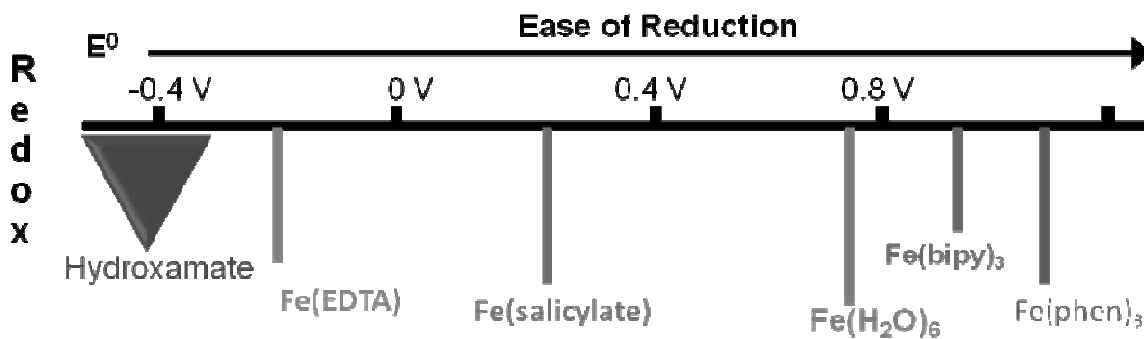 Ease of Reduction
E⁰
-0.4 V 0 V 0.4 V 0.8 V
Redox
Hydroxamate
Fe(EDTA)
Fe(salicylate)
Fe(H₂O)₆
Fe(bipy)₃
Fe(phen)₃